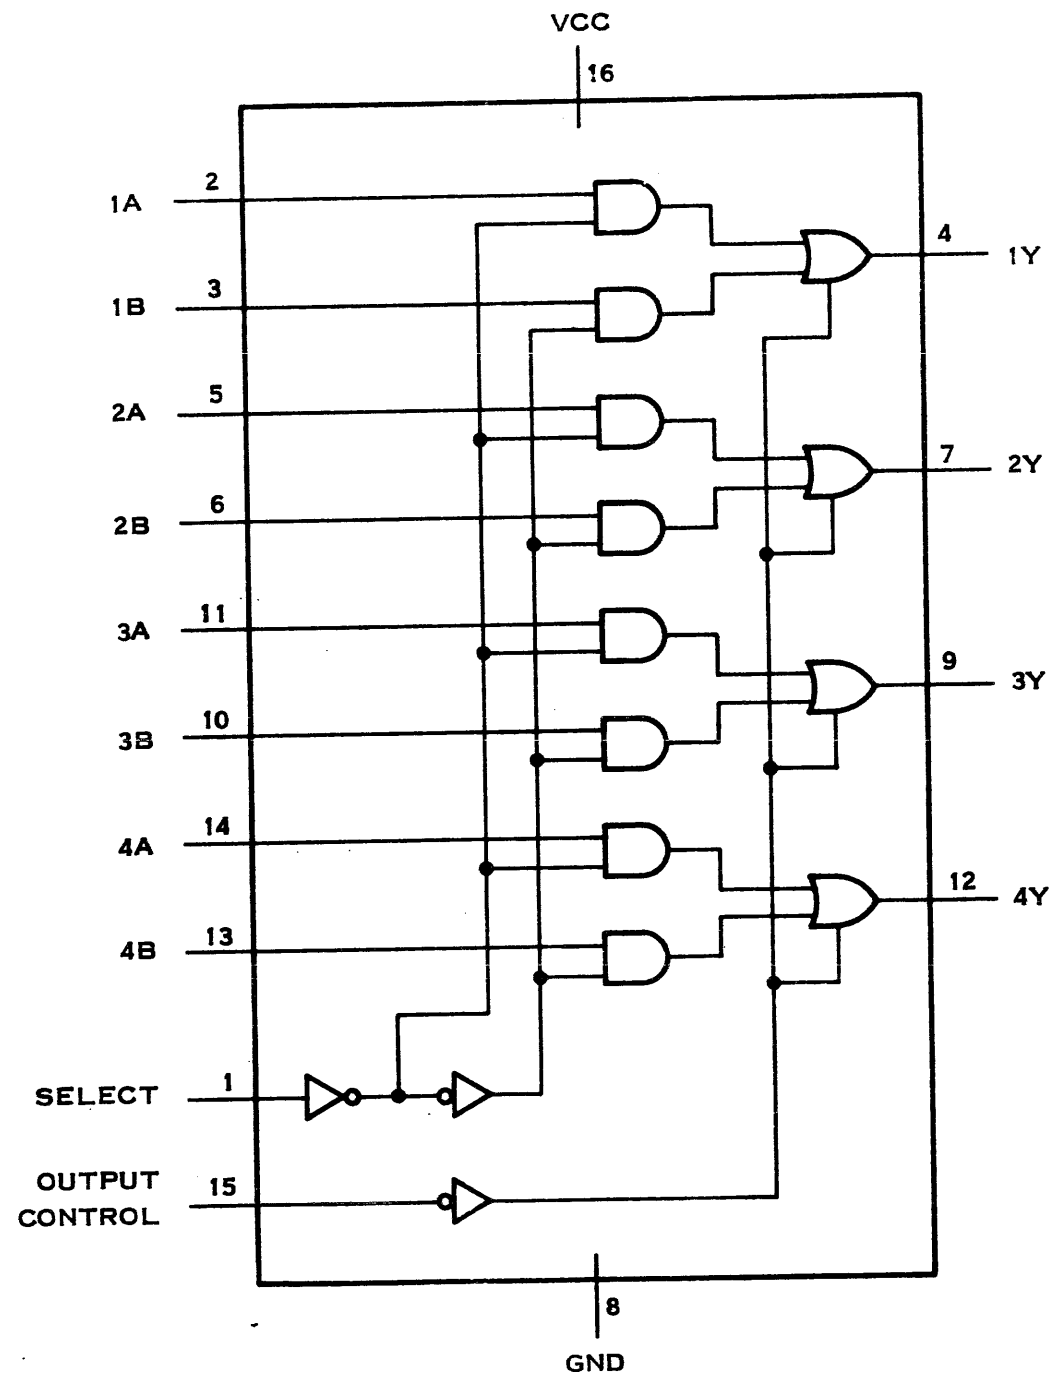 VCC
16
1A 2
4 1Y
1B 3
2A 5
7 2Y
2B 6
3A 11
9 3Y
3B 10
4A 14
12 4Y
4B 13
SELECT 1
OUTPUT
CONTROL 15
8
GND